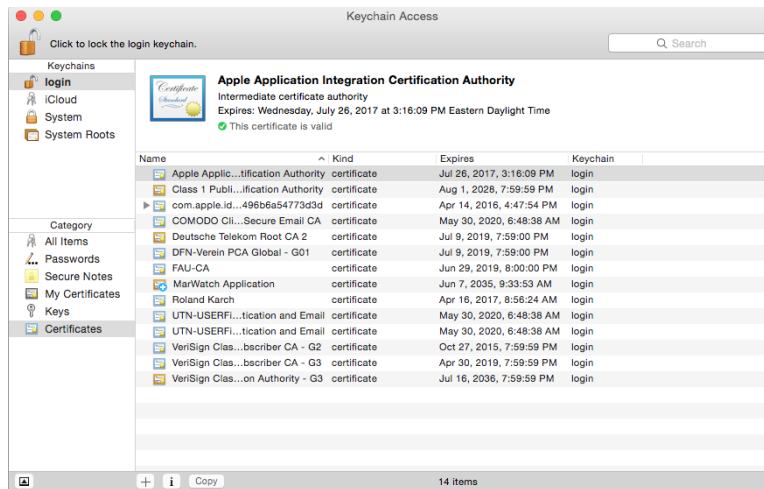 Keychain Access
Click to lock the login keychain.
Search
Keychains
login
iCloud
System
System Roots
Certificate
Standard
Apple Application Integration Certification Authority
Intermediate certificate authority
Expires: Wednesday, July 26, 2017 at 3:16:09 PM Eastern Daylight Time
This certificate is valid
Name Kind Expires Keychain
Apple Applic...tification Authority certificate Jul 26, 2017, 3:16:09 PM login
Class 1 Publi...ification Authority certificate Aug 1, 2028, 7:59:59 PM login
com.apple.id...496b6a54773d3d certificate Apr 14, 2016, 4:47:54 PM login
COMODO Cli...Secure Email CA certificate May 30, 2020, 6:48:38 AM login
Deutsche Telekom Root CA 2 certificate Jul 9, 2019, 7:59:00 PM login
DFN-Verein PCA Global - G01 certificate Jul 9, 2019, 7:59:00 PM login
FAU-CA certificate Jun 29, 2019, 8:00:00 PM login
MarWatch Application certificate Jun 7, 2035, 9:33:53 AM login
Roland Karch certificate Apr 16, 2017, 8:56:24 AM login
UTN-USERFi...tication and Email certificate May 30, 2020, 6:48:38 AM login
UTN-USERFi...tication and Email certificate May 30, 2020, 6:48:38 AM login
VeriSign Clas...bscriber CA - G2 certificate Oct 27, 2015, 7:59:59 PM login
VeriSign Clas...bscriber CA - G3 certificate Apr 30, 2019, 7:59:59 PM login
VeriSign Clas...on Authority - G3 certificate Jul 16, 2036, 7:59:59 PM login
Category
All Items
Passwords
Secure Notes
My Certificates
Keys
Certificates
Copy
14 items